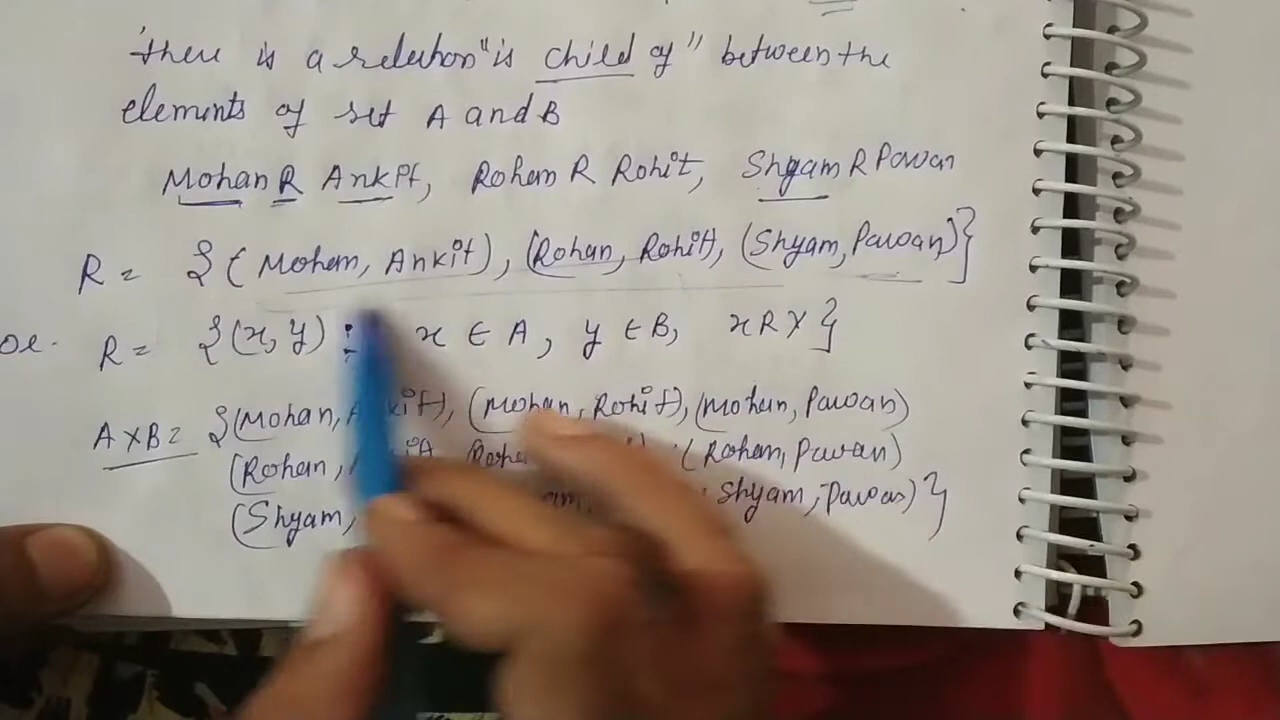 there is a relation "is child of" between the
elements of set A and B
Mohan R Ankit, Rohan R Rohit, Shyam R Pawan
R = {(Mohan, Ankit), (Rohan, Rohit), (Shyam, Pawan)}
or R = {(x, y) : x ∈ A, y ∈ B, x R y}
A × B = {(Mohan, Ankit), (Mohan, Rohit), (Mohan, Pawan)
(Rohan, (Rohan, Pawan)
(Shyam, Shyam, Pawan)}